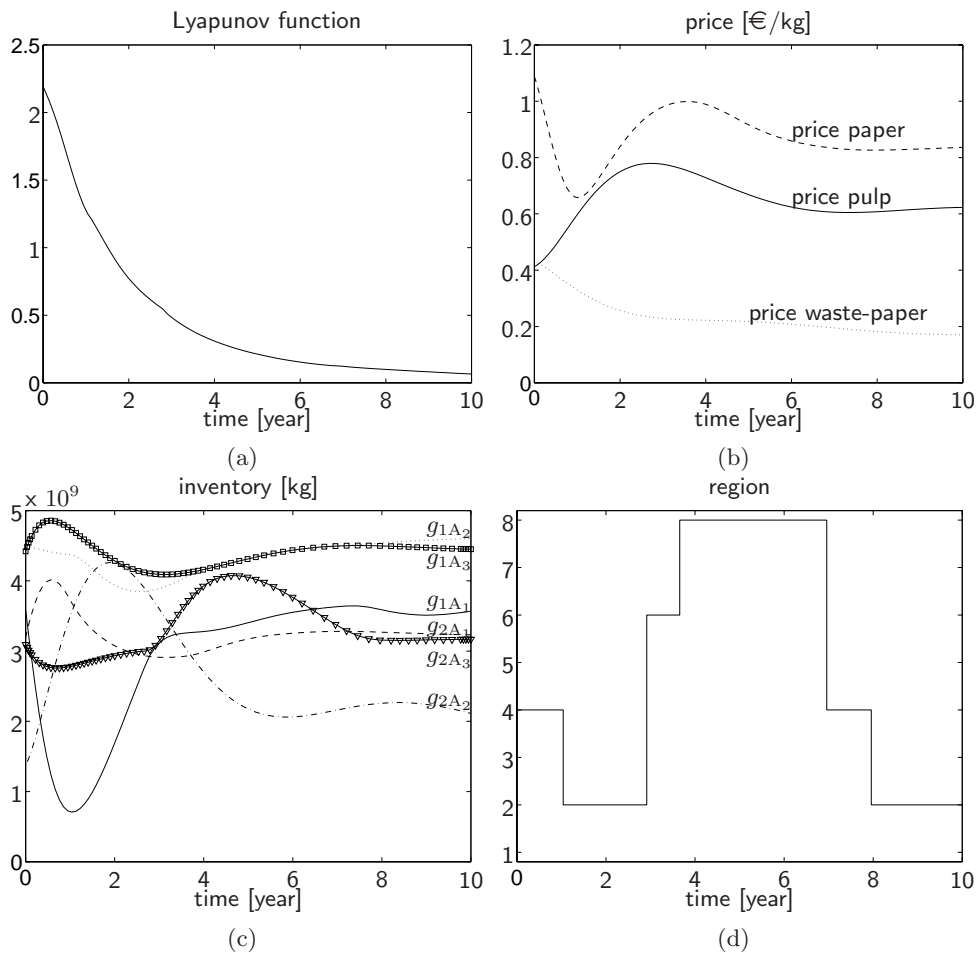 Lyapunov function
2.5
2
1.5
1
0.5
0
0 2 4 6 8 10
time [year]
(a)
price [€/kg]
1.2
1
0.8
0.6
0.4
0.2
0
0 2 4 6 8 10
price paper
price pulp
price waste-paper
time [year]
(b)
inventory [kg]
× 10⁹
5
4
3
2
1
0
0 2 4 6 8 10
g₁A₂
g₁A₃
g₁A₁
g₂A₁
g₂A₃
g₂A₂
time [year]
(c)
region
8
7
6
5
4
3
2
1
0 2 4 6 8 10
time [year]
(d)